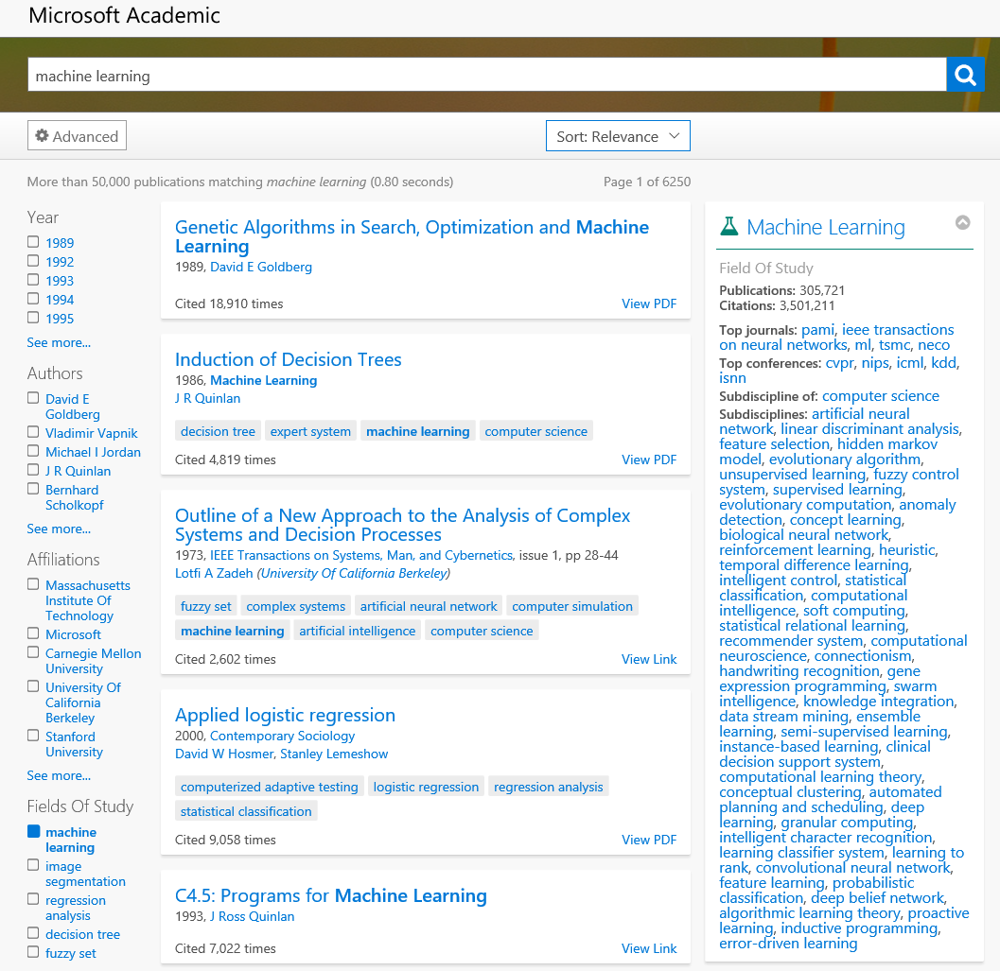 Microsoft Academic
machine learning
Advanced
Sort: Relevance
More than 50,000 publications matching machine learning (0.80 seconds)
Page 1 of 6250
Year
1989
1992
1993
1994
1995
See more...
Authors
David E
Goldberg
Vladimir Vapnik
Michael I Jordan
J R Quinlan
Bernhard
Scholkopf
See more...
Affiliations
Massachusetts
Institute Of
Technology
Microsoft
Carnegie Mellon
University
University Of
California
Berkeley
Stanford
University
See more...
Fields Of Study
machine
learning
image
segmentation
regression
analysis
decision tree
fuzzy set
Genetic Algorithms in Search, Optimization and Machine
Learning
1989, David E Goldberg
Cited 18,910 times
View PDF
Induction of Decision Trees
1986, Machine Learning
J R Quinlan
decision tree expert system machine learning computer science
Cited 4,819 times
View PDF
Outline of a New Approach to the Analysis of Complex
Systems and Decision Processes
1973, IEEE Transactions on Systems, Man, and Cybernetics, issue 1, pp 28-44
Lotfi A Zadeh (University Of California Berkeley)
fuzzy set complex systems artificial neural network computer simulation
machine learning artificial intelligence computer science
Cited 2,602 times
View Link
Applied logistic regression
2000, Contemporary Sociology
David W Hosmer, Stanley Lemeshow
computerized adaptive testing logistic regression regression analysis
statistical classification
Cited 9,058 times
View PDF
C4.5: Programs for Machine Learning
1993, J Ross Quinlan
Cited 7,022 times
View Link
Machine Learning
Field Of Study
Publications: 305,721
Citations: 3,501,211
Top journals: pami, ieee transactions
on neural networks, ml, tsmc, neco
Top conferences: cvpr, nips, icml, kdd,
isnn
Subdiscipline of: computer science
Subdisciplines: artificial neural
network, linear discriminant analysis,
feature selection, hidden markov
model, evolutionary algorithm,
unsupervised learning, fuzzy control
system, supervised learning,
evolutionary computation, anomaly
detection, concept learning,
biological neural network,
reinforcement learning, heuristic,
temporal difference learning,
intelligent control, statistical
classification, computational
intelligence, soft computing,
statistical relational learning,
recommender system, computational
neuroscience, connectionism,
handwriting recognition, gene
expression programming, swarm
intelligence, knowledge integration,
data stream mining, ensemble
learning, semi-supervised learning,
instance-based learning, clinical
decision support system,
computational learning theory,
conceptual clustering, automated
planning and scheduling, deep
learning, granular computing,
intelligent character recognition,
learning classifier system, learning to
rank, convolutional neural network,
feature learning, probabilistic
classification, deep belief network,
algorithmic learning theory, proactive
learning, inductive programming,
error-driven learning